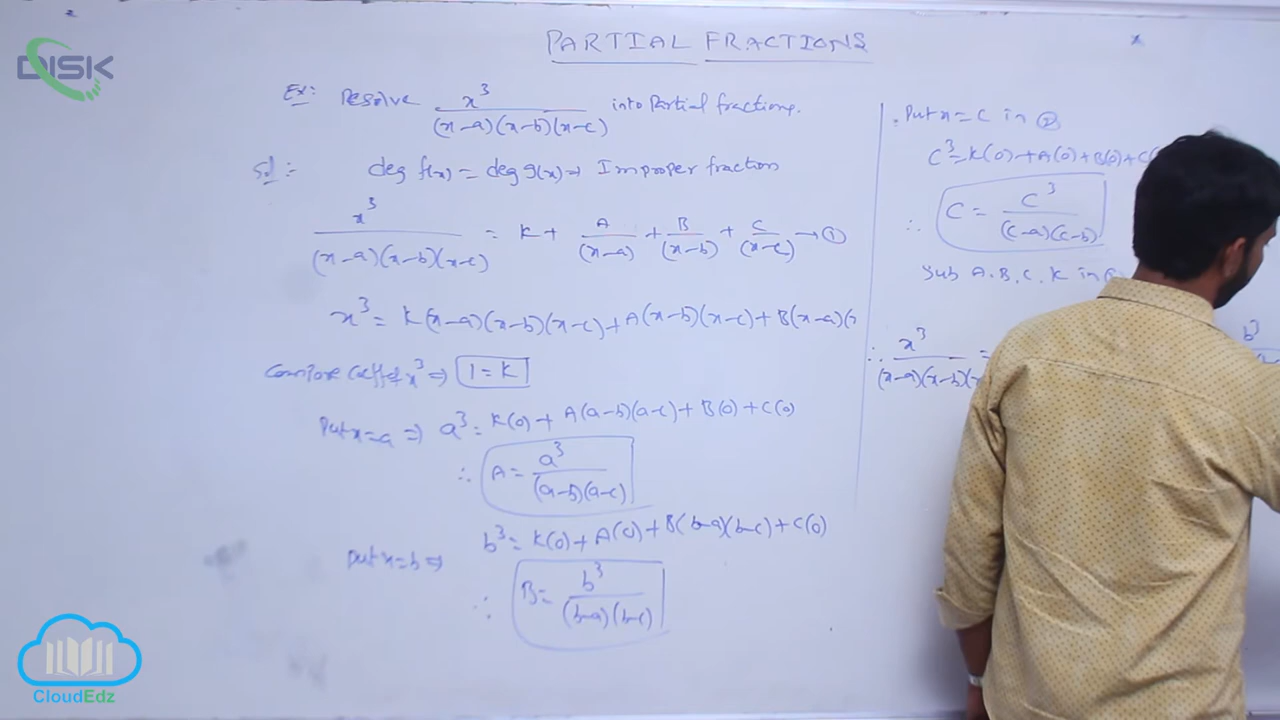 DISK
PARTIAL FRACTIONS
Ex: Resolve x³/((x-a)(x-b)(x-c)) into Partial fractions.
Sol: deg f(x) = deg g(x) → Improper fraction
x³/((x-a)(x-b)(x-c)) = K + A/(x-a) + B/(x-b) + C/(x-c) → ①
x³ = K(x-a)(x-b)(x-c) + A(x-b)(x-c) + B(x-a)(
Compare Coeff of x³ ⇒ 1 = K
Put x=a ⇒ a³ = K(0) + A(a-b)(a-c) + B(0) + C(0)
∴ A = a³/((a-b)(a-c))
Put x=b ⇒ b³ = K(0) + A(0) + B(b-a)(b-c) + C(0)
∴ B = b³/((b-a)(b-c))
Put x = c in ②
c³ = K(0) + A(0) + B(0) + C(
∴ C = c³/((c-a)(c-b))
Sub A, B, C, K in
∴ x³/((x-a)(x-b)(x =
b³
CloudEdz